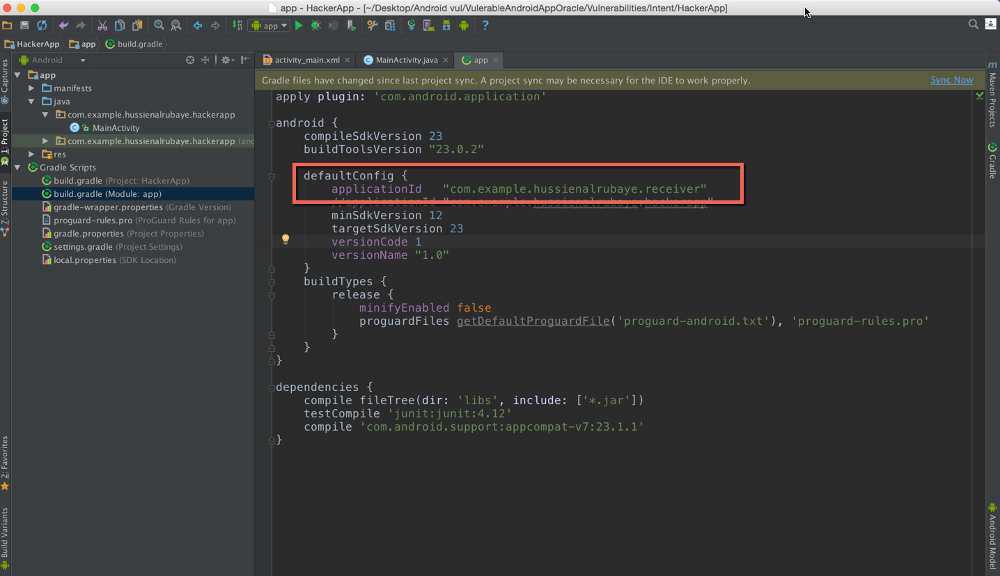 app - HackerApp - [~/Desktop/Android vul/VulerableAndroidAppOracle/Vulnerabilities/Intent/HackerApp]
app
HackerApp app build.gradle
Android
activity_main.xml MainActivity.java app
Gradle files have changed since last project sync. A project sync may be necessary for the IDE to work properly. Sync Now
Captures
1: Project
7: Structure
2: Favorites
Build Variants
app
manifests
java
com.example.hussienalrubaye.hackerapp
MainActivity
com.example.hussienalrubaye.hackerapp (and
res
Gradle Scripts
build.gradle (Project: HackerApp)
build.gradle (Module: app)
gradle-wrapper.properties (Gradle Version)
proguard-rules.pro (ProGuard Rules for app)
gradle.properties (Project Properties)
settings.gradle (Project Settings)
local.properties (SDK Location)
apply plugin: 'com.android.application'
android {
compileSdkVersion 23
buildToolsVersion "23.0.2"
defaultConfig {
applicationId "com.example.hussienalrubaye.receiver"
//applicationId "com.example.hussienalrubaye.hackerapp"
minSdkVersion 12
targetSdkVersion 23
versionCode 1
versionName "1.0"
}
buildTypes {
release {
minifyEnabled false
proguardFiles getDefaultProguardFile('proguard-android.txt'), 'proguard-rules.pro'
}
}
}
dependencies {
compile fileTree(dir: 'libs', include: ['*.jar'])
testCompile 'junit:junit:4.12'
compile 'com.android.support:appcompat-v7:23.1.1'
}
m Maven Projects
Gradle
Android Model